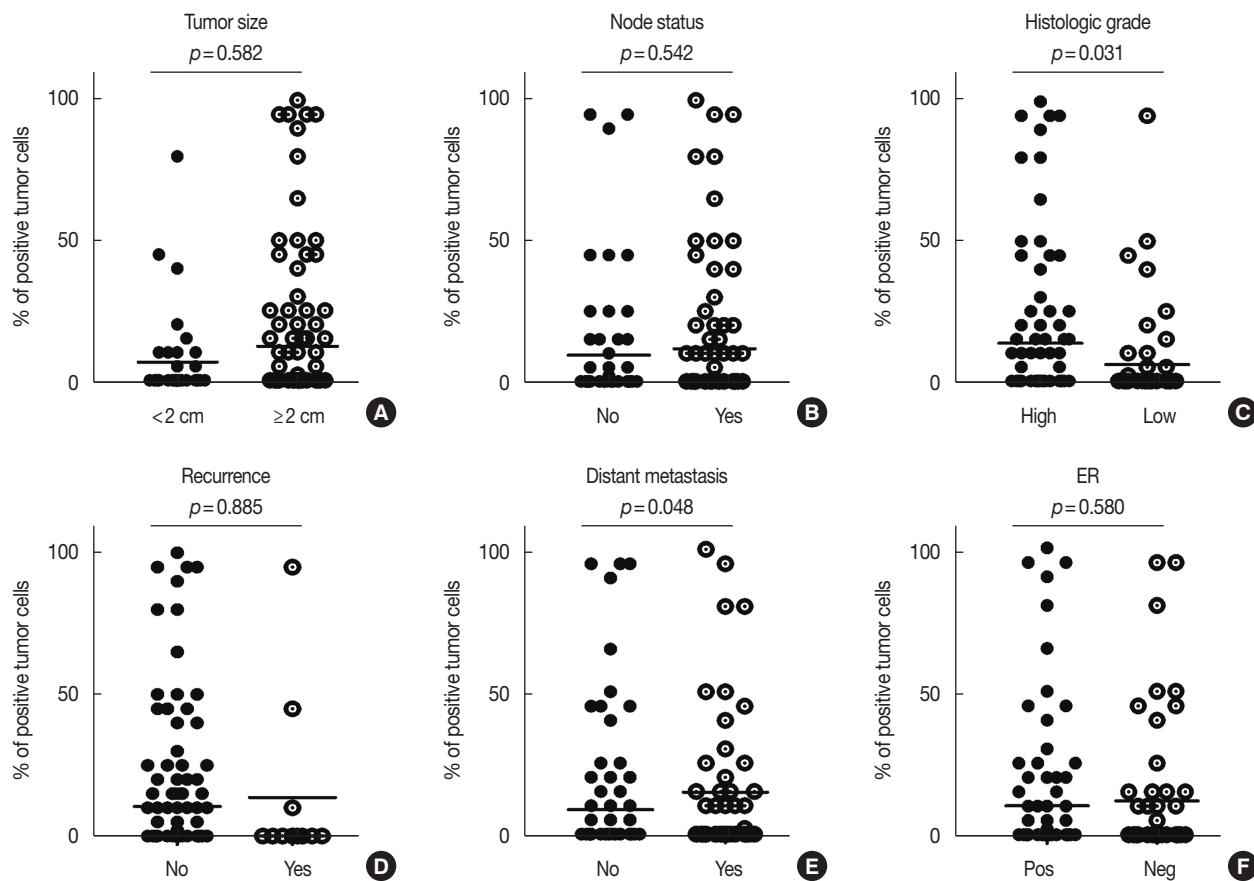 Tumor size
p=0.582
% of positive tumor cells
100
50
0
<2 cm
≥2 cm
A
Node status
p=0.542
% of positive tumor cells
100
50
0
No
Yes
B
Histologic grade
p=0.031
% of positive tumor cells
100
50
0
High
Low
C
Recurrence
p=0.885
% of positive tumor cells
100
50
0
No
Yes
D
Distant metastasis
p=0.048
% of positive tumor cells
100
50
0
No
Yes
E
ER
p=0.580
% of positive tumor cells
100
50
0
Pos
Neg
F